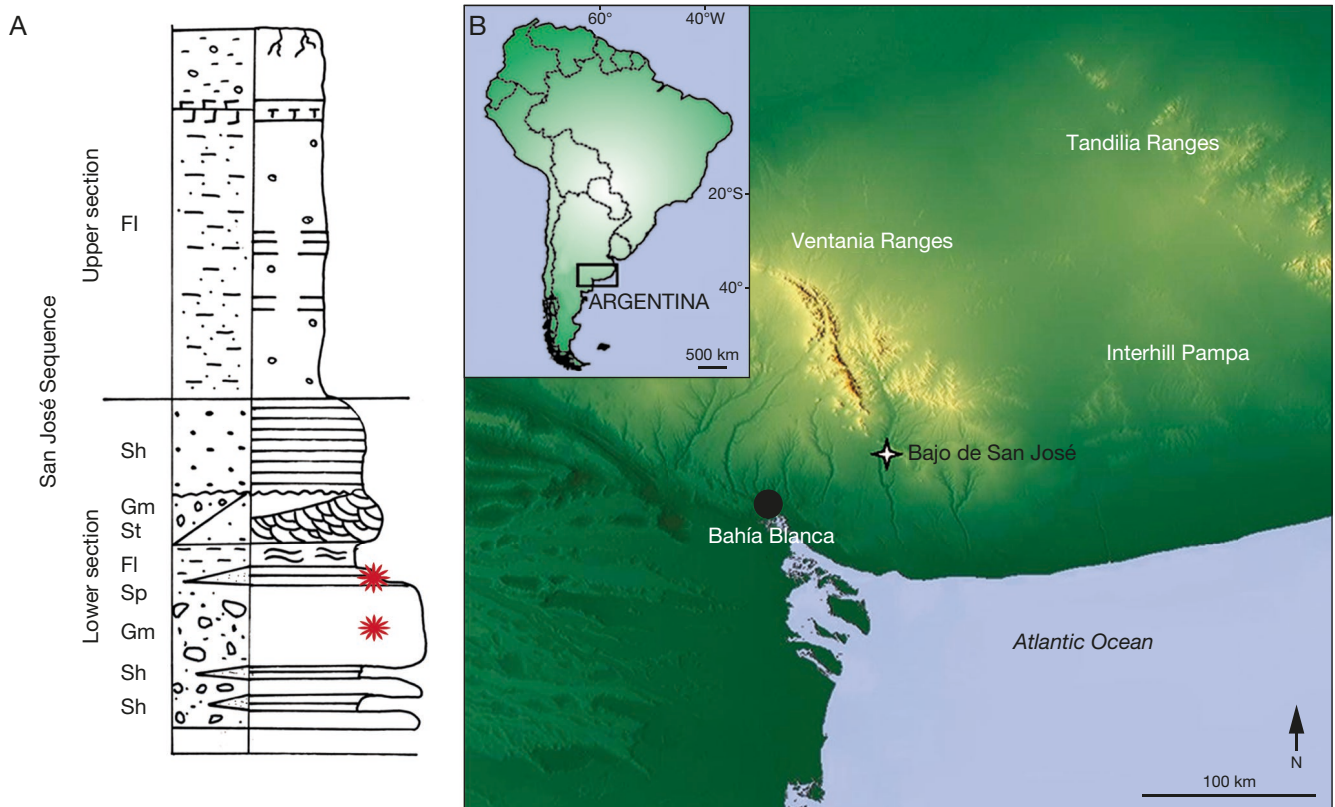 A
San José Sequence
Upper section
Lower section
Fl
Sh
Gm
St
Fl
Sp
Gm
Sh
Sh
B
60°
40°W
20°S
40°
ARGENTINA
500 km
Tandilia Ranges
Ventania Ranges
Interhill Pampa
Bajo de San José
Bahía Blanca
Atlantic Ocean
N
100 km